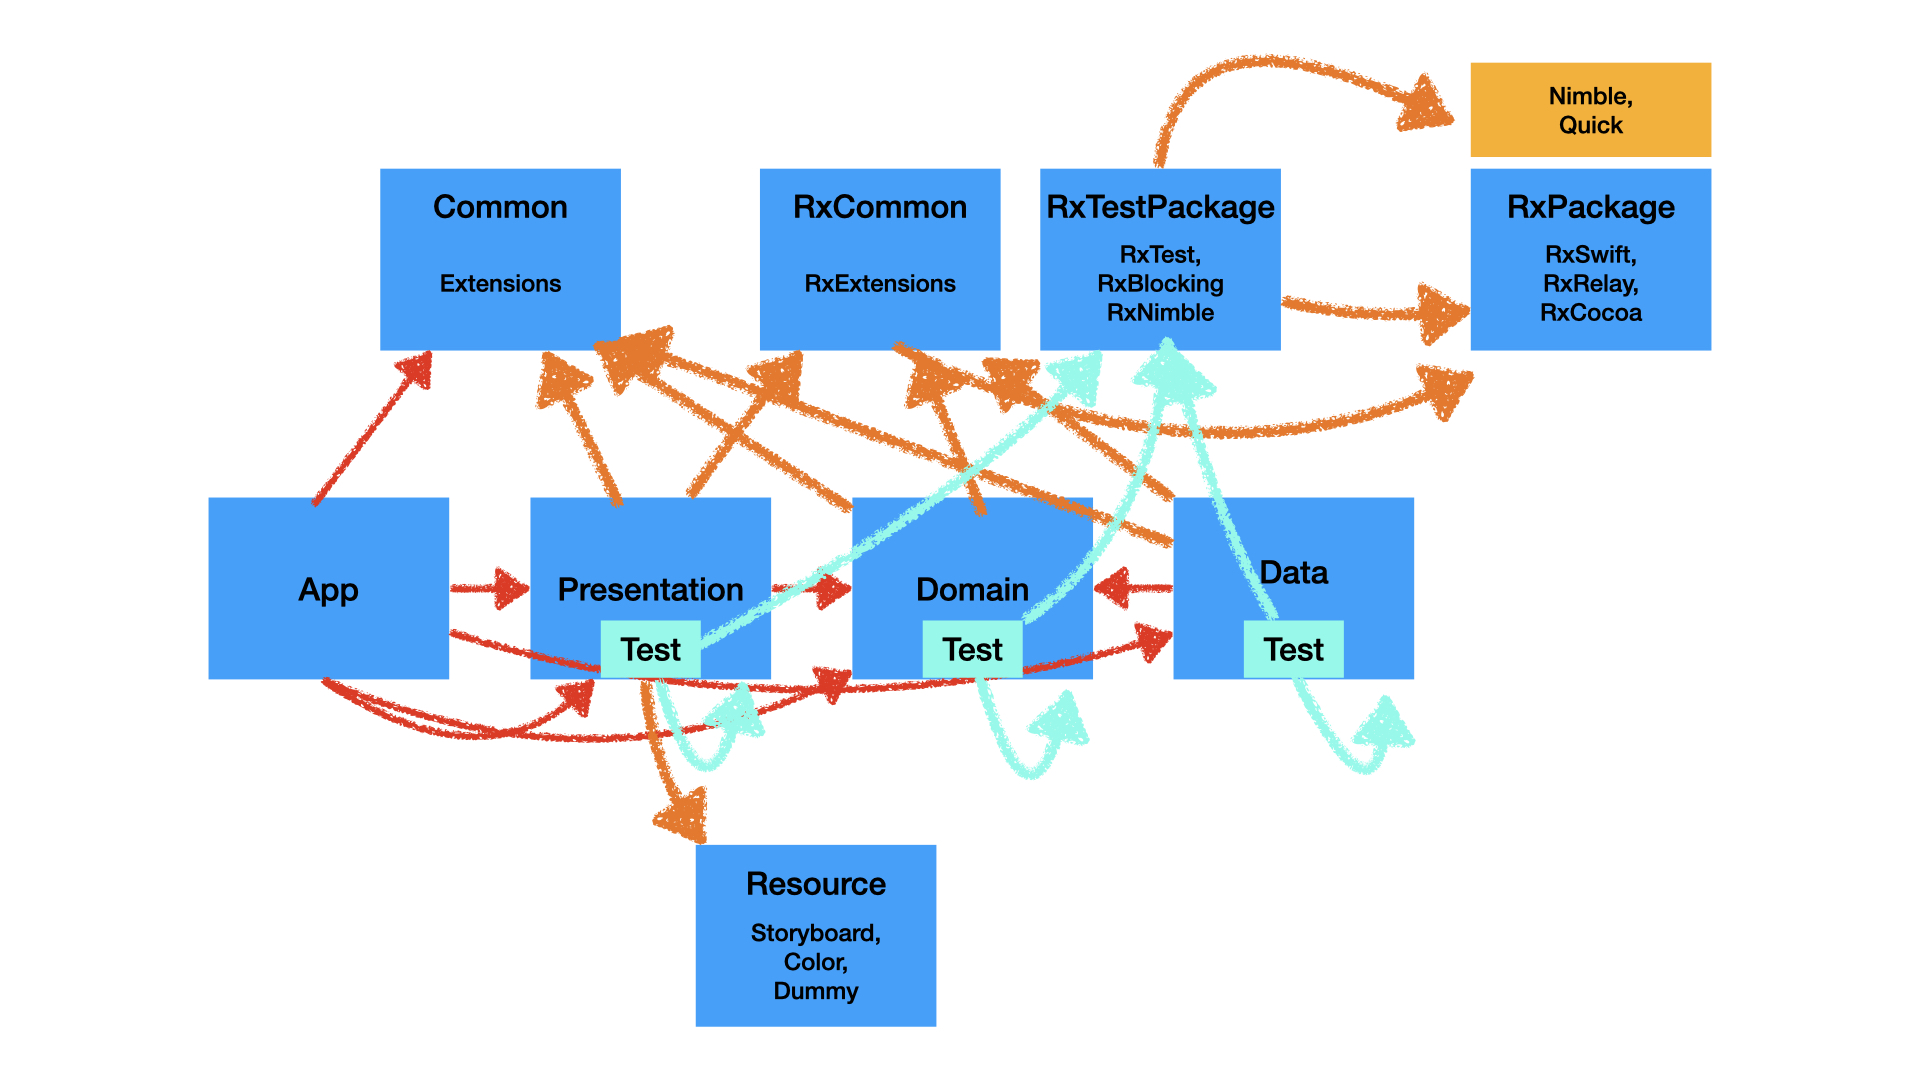 Nimble,
Quick
Common
Extensions
RxCommon
RxExtensions
RxTestPackage
RxTest,
RxBlocking
RxNimble
RxPackage
RxSwift,
RxRelay,
RxCocoa
App
Presentation
Test
Domain
Test
Data
Test
Resource
Storyboard,
Color,
Dummy